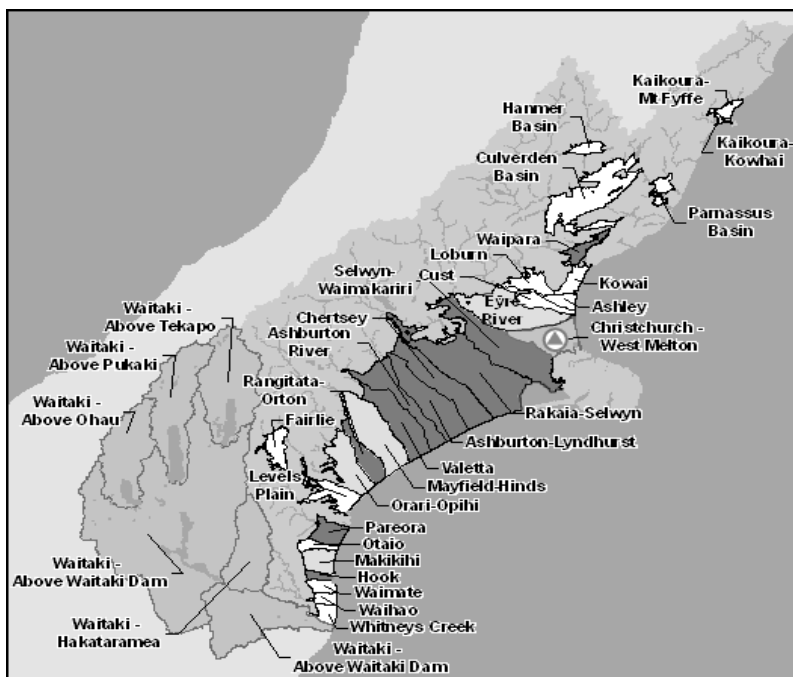 Kaikoura-
Mt Fyffe
Hanmer
Basin
Culverden
Basin
Kaikoura-
Kowhai
Parnassus
Basin
Waipara
Loburn
Selwyn-
Waimakariri
Cust
Kowai
Eyre
River
Ashley
Waitaki -
Above Tekapo
Chertsey
Ashburton
River
Christchurch -
West Melton
Waitaki -
Above Pukaki
Rangitata-
Orton
Waitaki -
Above Ohau
Fairlie
Rakaia-Selwyn
Ashburton-Lyndhurst
Valetta
Levels
Plain
Mayfield-Hinds
Orari-Opihi
Pareora
Otaio
Waitaki -
Above Waitaki Dam
Makikihi
Hook
Waimate
Waihao
Waitaki -
Hakataramea
Whitneys Creek
Waitaki -
Above Waitaki Dam